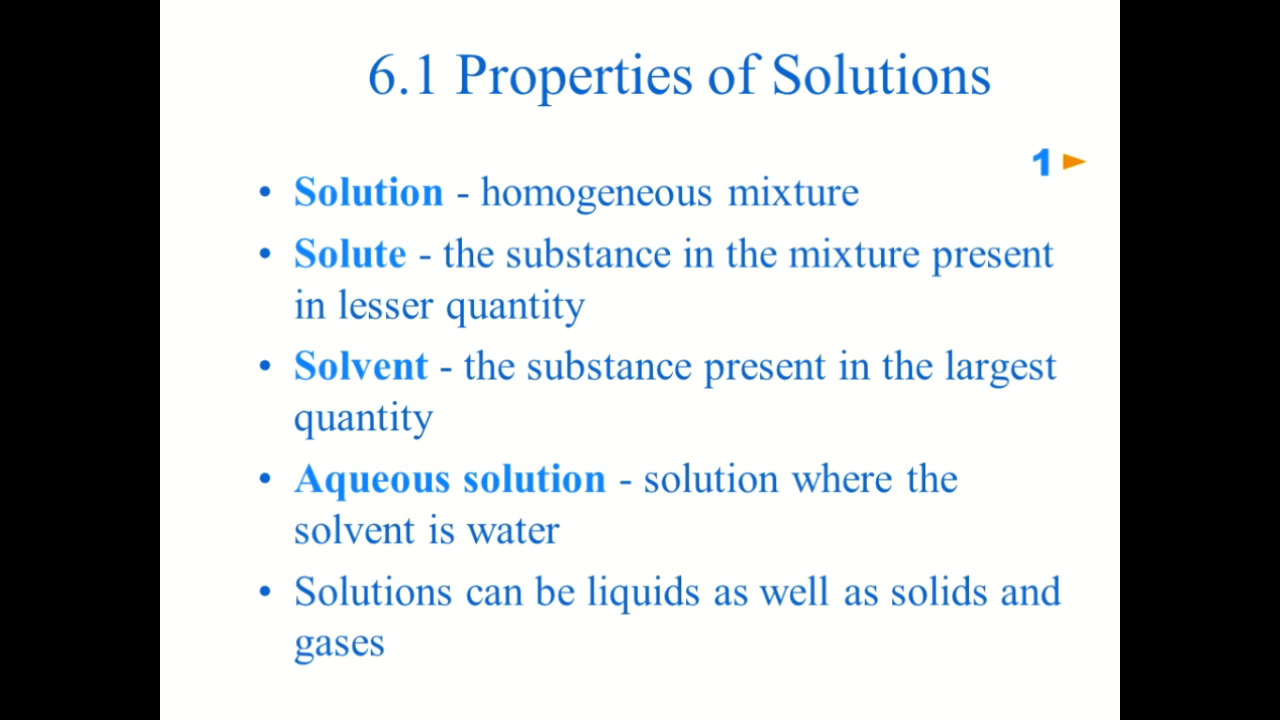 6.1 Properties of Solutions
1
• Solution - homogeneous mixture
• Solute - the substance in the mixture present
in lesser quantity
• Solvent - the substance present in the largest
quantity
• Aqueous solution - solution where the
solvent is water
• Solutions can be liquids as well as solids and
gases